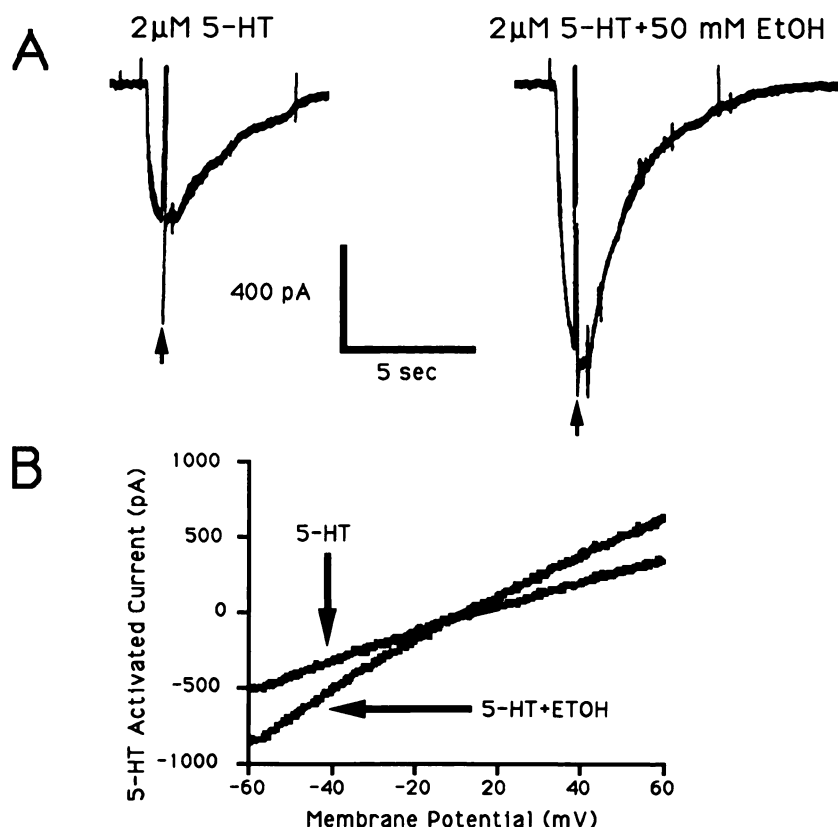 A
2μM 5-HT
2μM 5-HT+50 mM EtOH
400 pA
5 sec
B
5-HT Activated Current (pA)
1000
500
0
-500
-1000
5-HT
5-HT+ETOH
-60
-40
-20
20
40
60
Membrane Potential (mV)